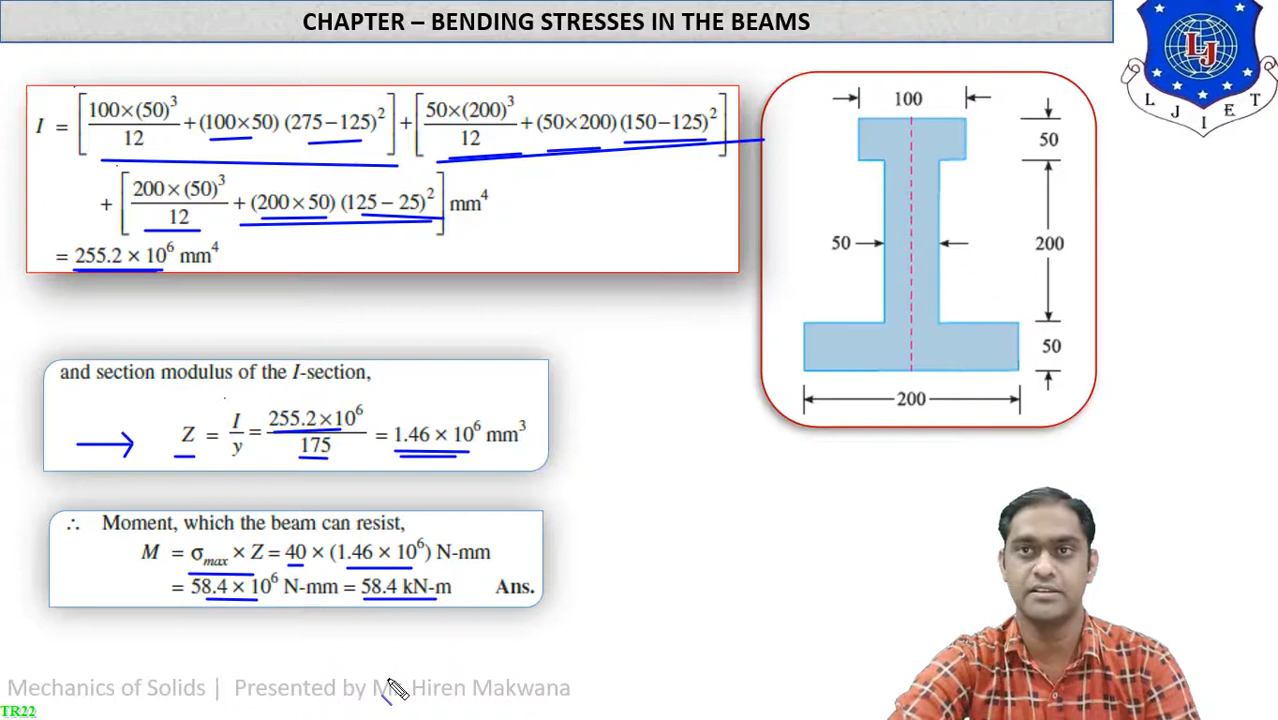 CHAPTER – BENDING STRESSES IN THE BEAMS
LJ
L J I E T
I = [100×(50)³/12 + (100×50) (275−125)²] + [50×(200)³/12 + (50×200) (150−125)²]
+ [200×(50)³/12 + (200×50) (125 − 25)²] mm⁴
= 255.2 × 10⁶ mm⁴
100
50
50
200
50
200
and section modulus of the I-section,
Z = I/y = 255.2×10⁶/175 = 1.46 × 10⁶ mm³
∴ Moment, which the beam can resist,
M = σmax × Z = 40 × (1.46 × 10⁶) N-mm
= 58.4 × 10⁶ N-mm = 58.4 kN-m Ans.
Mechanics of Solids | Presented by Hiren Makwana
TR22